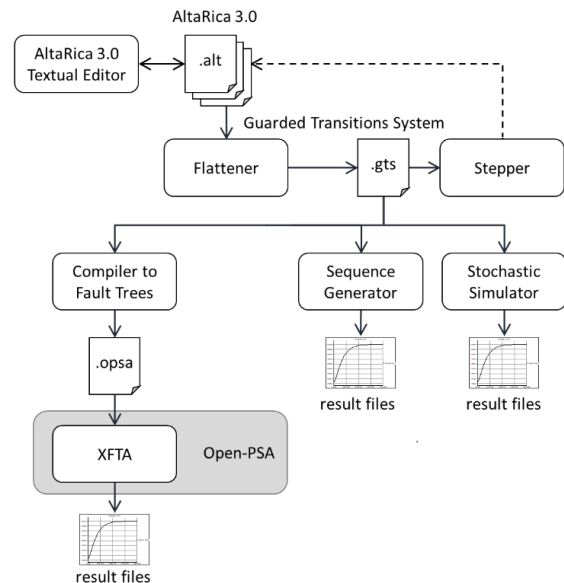 AltaRica 3.0
AltaRica 3.0
Textual Editor
.alt
Guarded Transitions System
Flattener
.gts
Stepper
Compiler to
Fault Trees
Sequence
Generator
Stochastic
Simulator
.opsa
result files
result files
XFTA
Open-PSA
result files